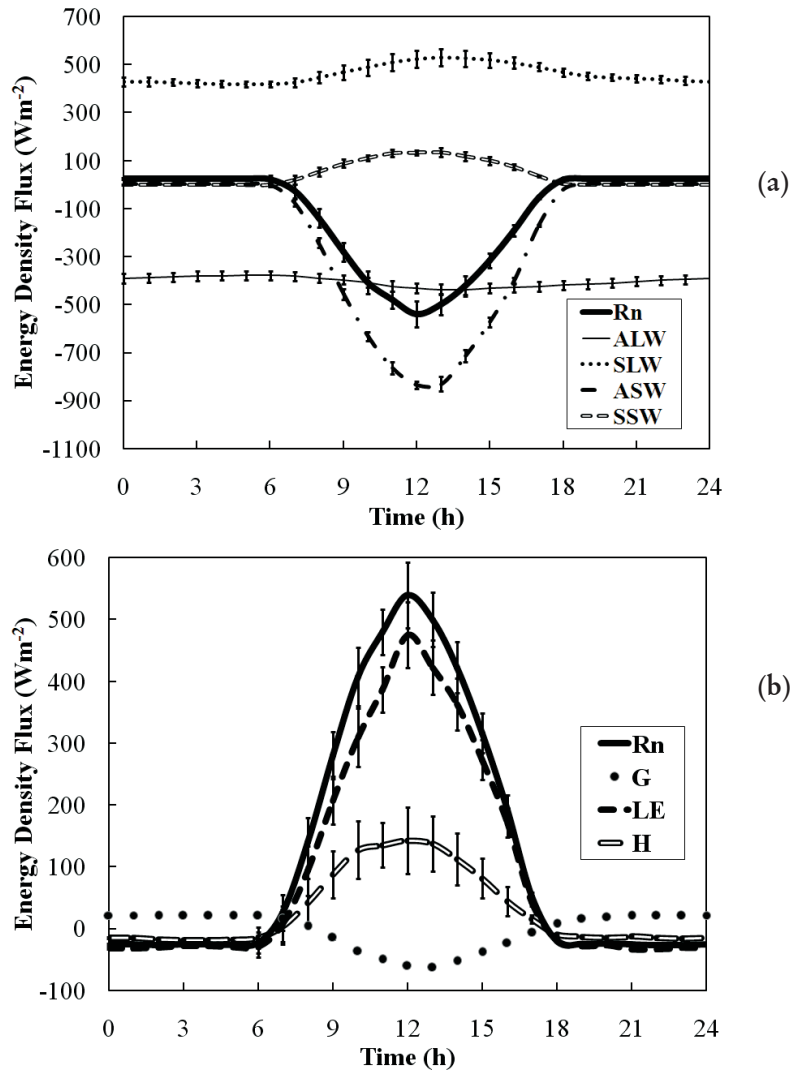 700
500
300
100
-100
-300
-500
-700
-900
-1100
Energy Density Flux (Wm-2)
Rn
ALW
SLW
ASW
SSW
0 3 6 9 12 15 18 21 24
Time (h)
(a)
600
500
400
300
200
100
0
-100
Energy Density Flux (Wm-2)
Rn
G
LE
H
0 3 6 9 12 15 18 21 24
Time (h)
(b)